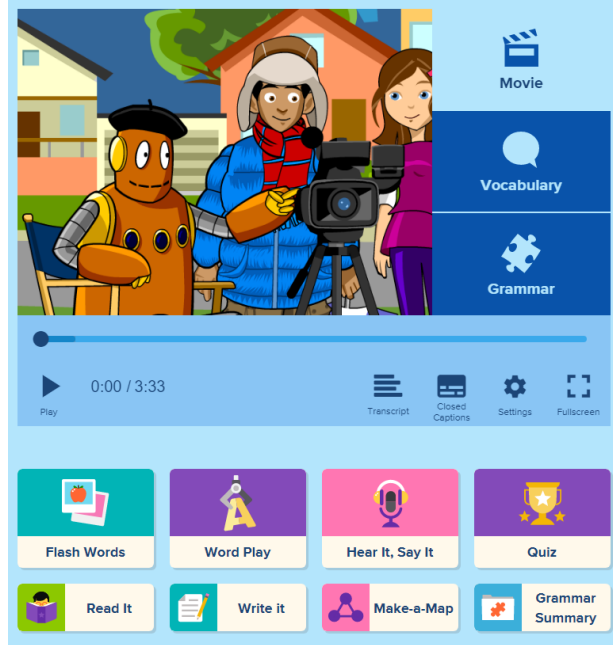 Movie
Vocabulary
Grammar
0:00 / 3:33
Play
Transcript
Closed
Captions
Settings
Fullscreen
Flash Words
Word Play
Hear It, Say It
Quiz
Read It
Write it
Make-a-Map
Grammar
Summary